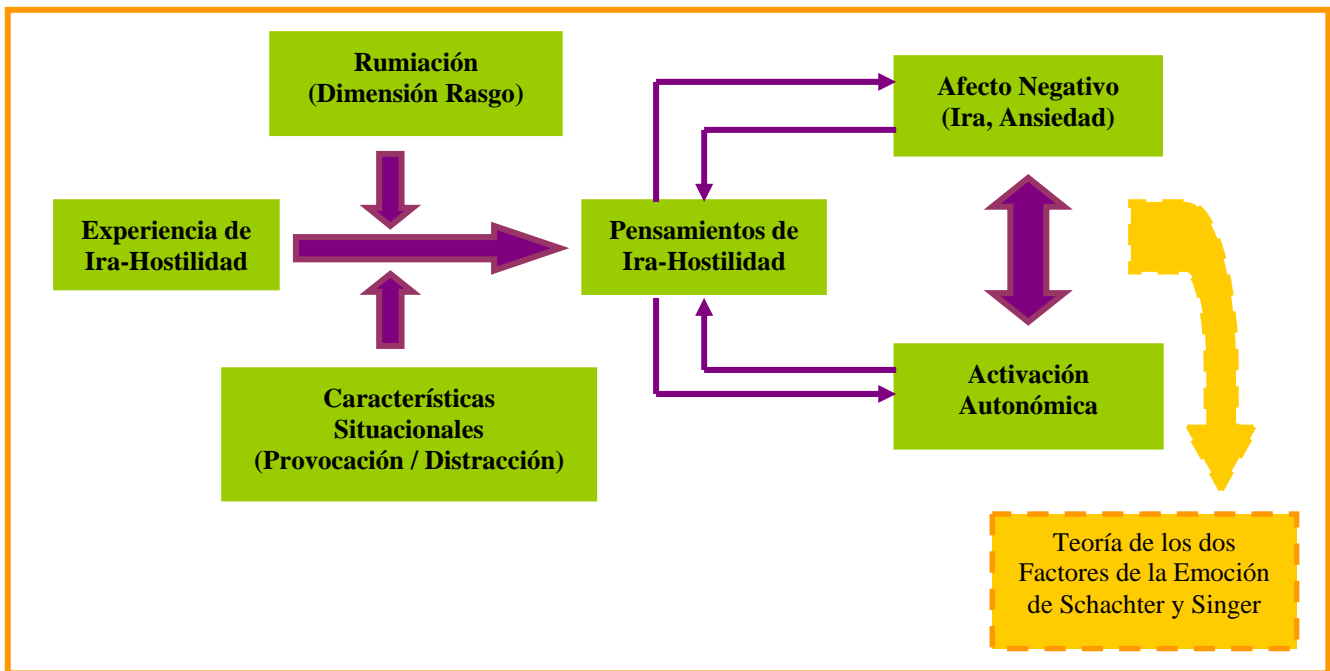 Rumiación
(Dimensión Rasgo)
Afecto Negativo
(Ira, Ansiedad)
Experiencia de
Ira-Hostilidad
Pensamientos de
Ira-Hostilidad
Características
Situacionales
(Provocación / Distracción)
Activación
Autonómica
Teoría de los dos
Factores de la Emoción
de Schachter y Singer